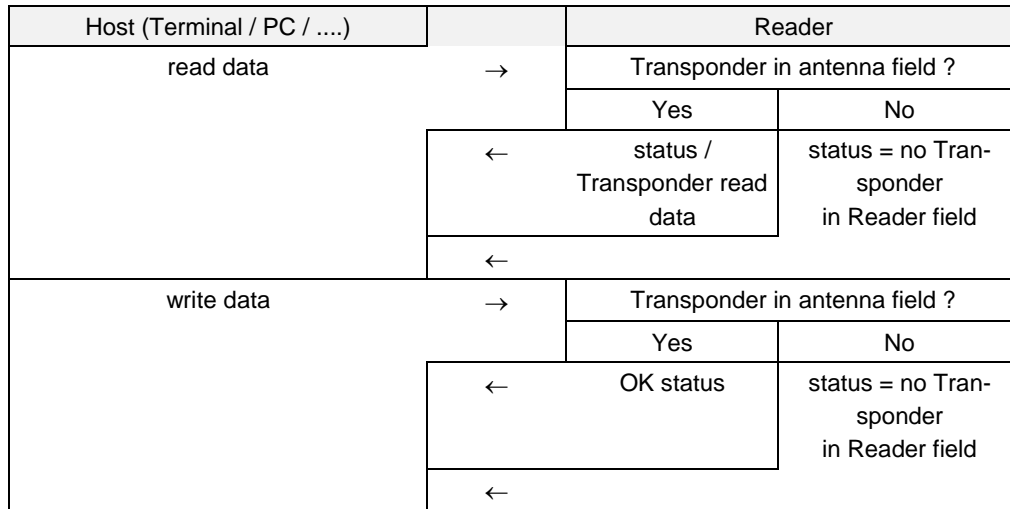 Host (Terminal / PC / ....) Reader
read data → Transponder in antenna field ?
Yes No
← status / status = no Tran-
Transponder read sponder
data in Reader field
←
write data → Transponder in antenna field ?
Yes No
← OK status status = no Tran-
sponder
in Reader field
←